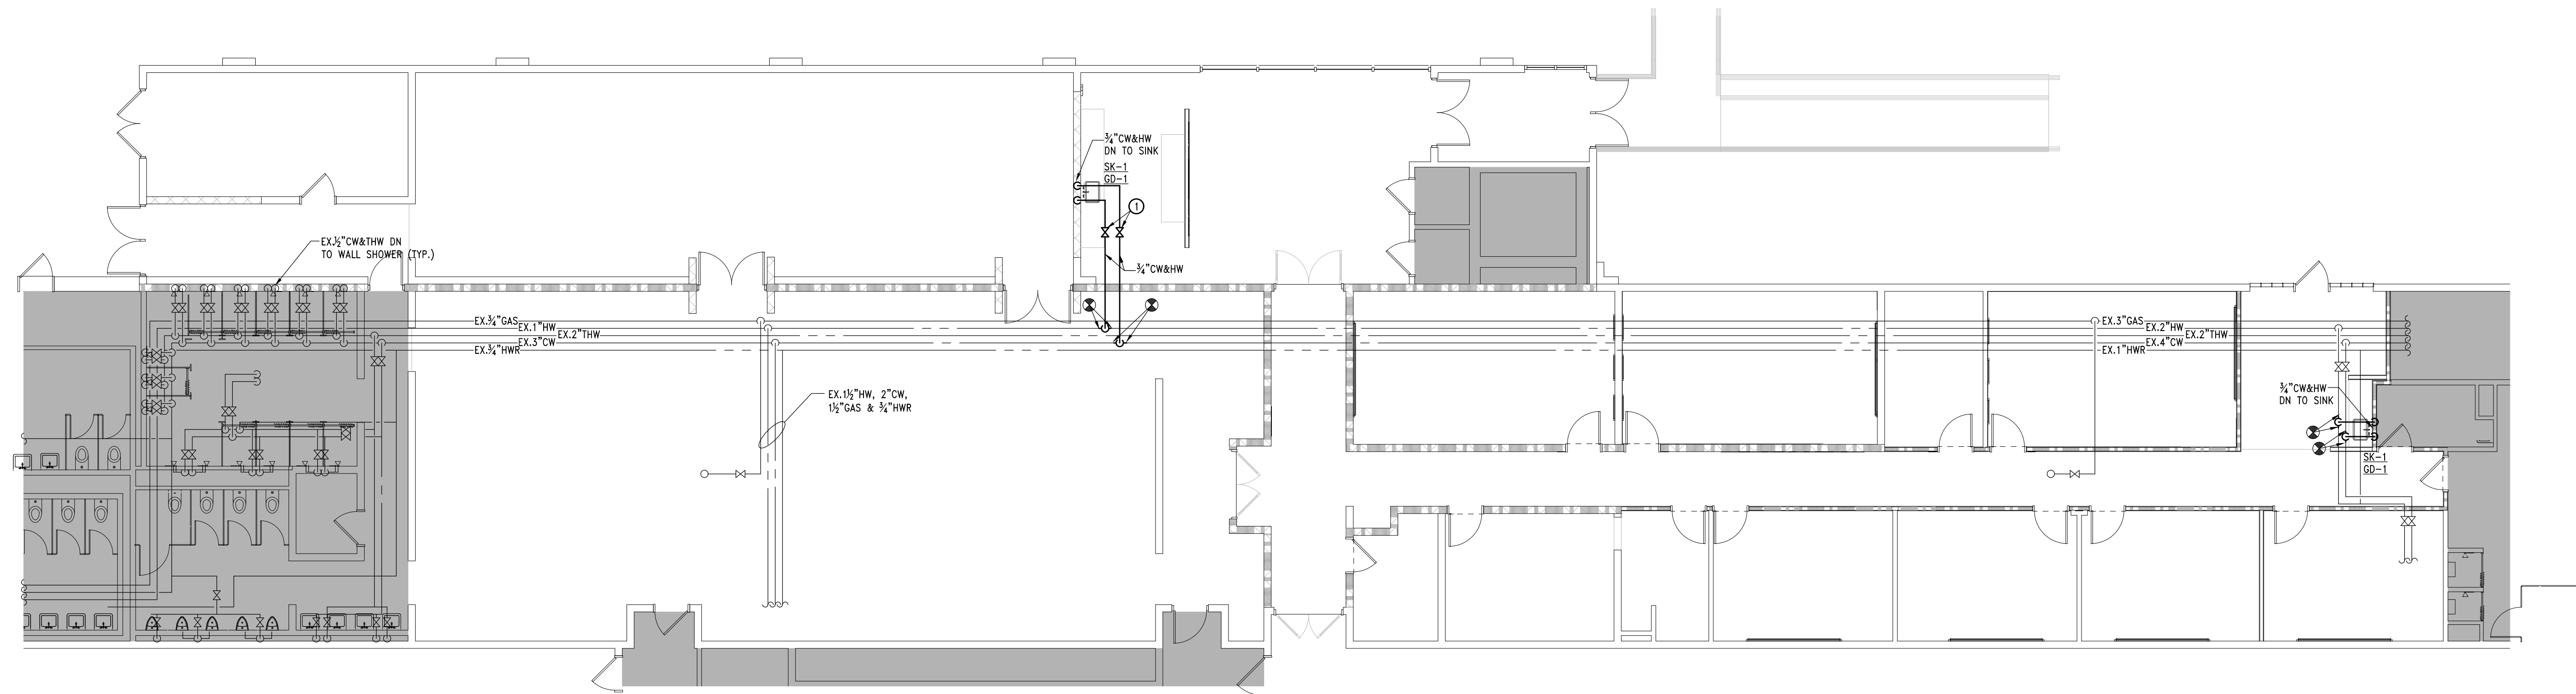 ¾"CW&HW
DN TO SINK
SK-1
GD-1
1
EX.½"CW&THW DN
TO WALL SHOWER (TYP.)
¾"CW&HW
EX.¾"GAS
EX.1"HW
EX.2"THW
EX.3"CW
EX.¾"HWR
EX.3"GAS
EX.2"HW
EX.2"THW
EX.4"CW
EX.1"HWR
EX.1½"HW, 2"CW,
1½"GAS & ¾"HWR
¾"CW&HW
DN TO SINK
SK-1
GD-1